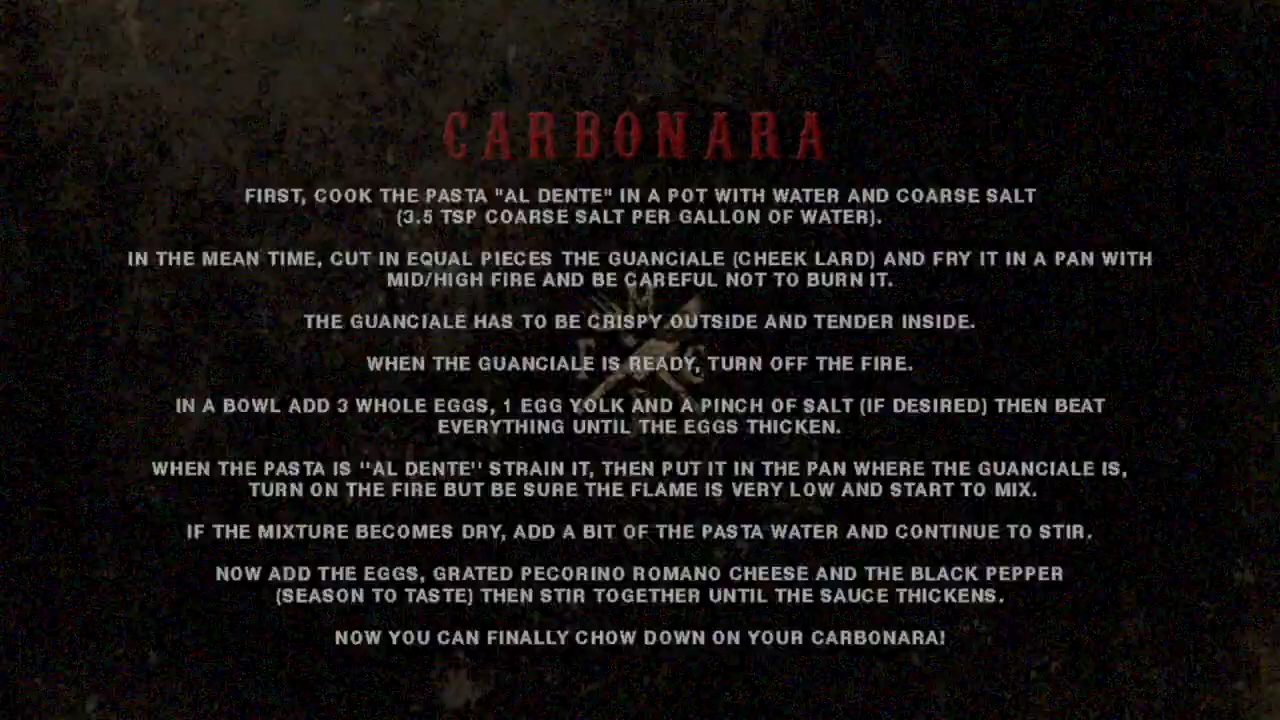 CARBONARA
FIRST, COOK THE PASTA "AL DENTE" IN A POT WITH WATER AND COARSE SALT
(3.5 TSP COARSE SALT PER GALLON OF WATER).
IN THE MEAN TIME, CUT IN EQUAL PIECES THE GUANCIALE (CHEEK LARD) AND FRY IT IN A PAN WITH
MID/HIGH FIRE AND BE CAREFUL NOT TO BURN IT.
THE GUANCIALE HAS TO BE CRISPY OUTSIDE AND TENDER INSIDE.
WHEN THE GUANCIALE IS READY, TURN OFF THE FIRE.
IN A BOWL ADD 3 WHOLE EGGS, 1 EGG YOLK AND A PINCH OF SALT (IF DESIRED) THEN BEAT
EVERYTHING UNTIL THE EGGS THICKEN.
WHEN THE PASTA IS ''AL DENTE'' STRAIN IT, THEN PUT IT IN THE PAN WHERE THE GUANCIALE IS,
TURN ON THE FIRE BUT BE SURE THE FLAME IS VERY LOW AND START TO MIX.
IF THE MIXTURE BECOMES DRY, ADD A BIT OF THE PASTA WATER AND CONTINUE TO STIR.
NOW ADD THE EGGS, GRATED PECORINO ROMANO CHEESE AND THE BLACK PEPPER
(SEASON TO TASTE) THEN STIR TOGETHER UNTIL THE SAUCE THICKENS.
NOW YOU CAN FINALLY CHOW DOWN ON YOUR CARBONARA!